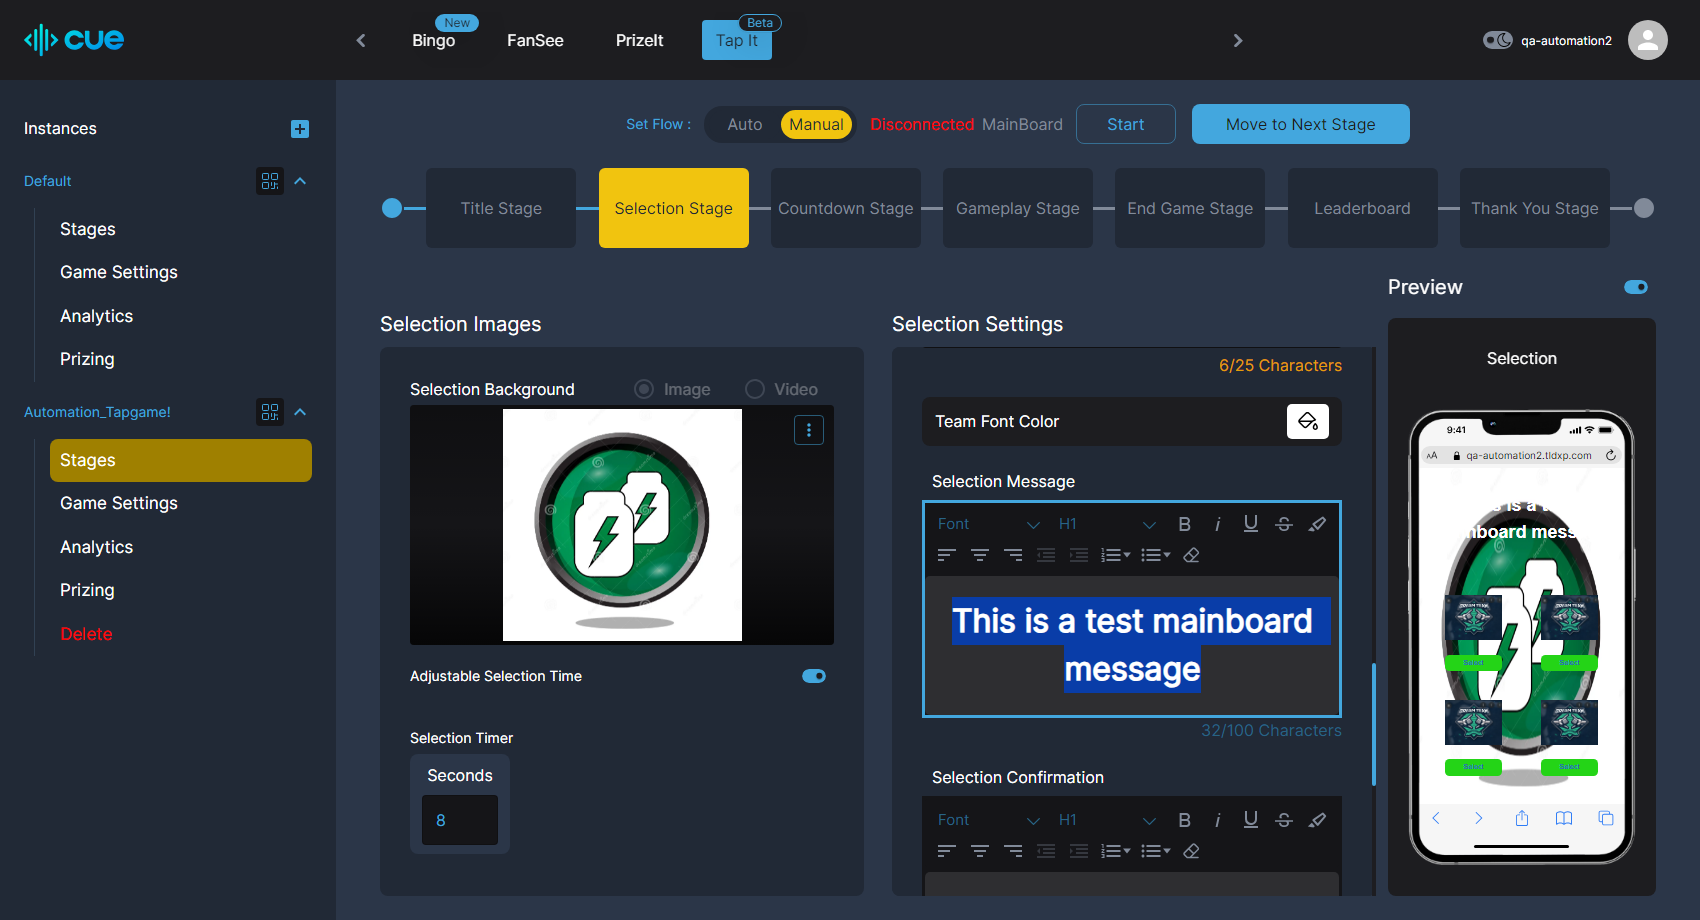 cue
Bingo
New
FanSee
PrizeIt
Tap It
Beta
qa-automation2
Instances
Default
Stages
Game Settings
Analytics
Prizing
Automation_Tapgame!
Stages
Game Settings
Analytics
Prizing
Delete
Set Flow :
Auto
Manual
Disconnected MainBoard
Start
Move to Next Stage
Title Stage
Selection Stage
Countdown Stage
Gameplay Stage
End Game Stage
Leaderboard
Thank You Stage
Selection Images
Selection Background
Image
Video
Adjustable Selection Time
Selection Timer
Seconds
8
Selection Settings
6/25 Characters
Team Font Color
Selection Message
Font
H1
B i U S
This is a test mainboard
message
32/100 Characters
Selection Confirmation
Font
H1
B i U S
Preview
Selection
9:41
AA
qa-automation2.tldxp.com
is a t
nboard mess
Select
Select
Select
Select